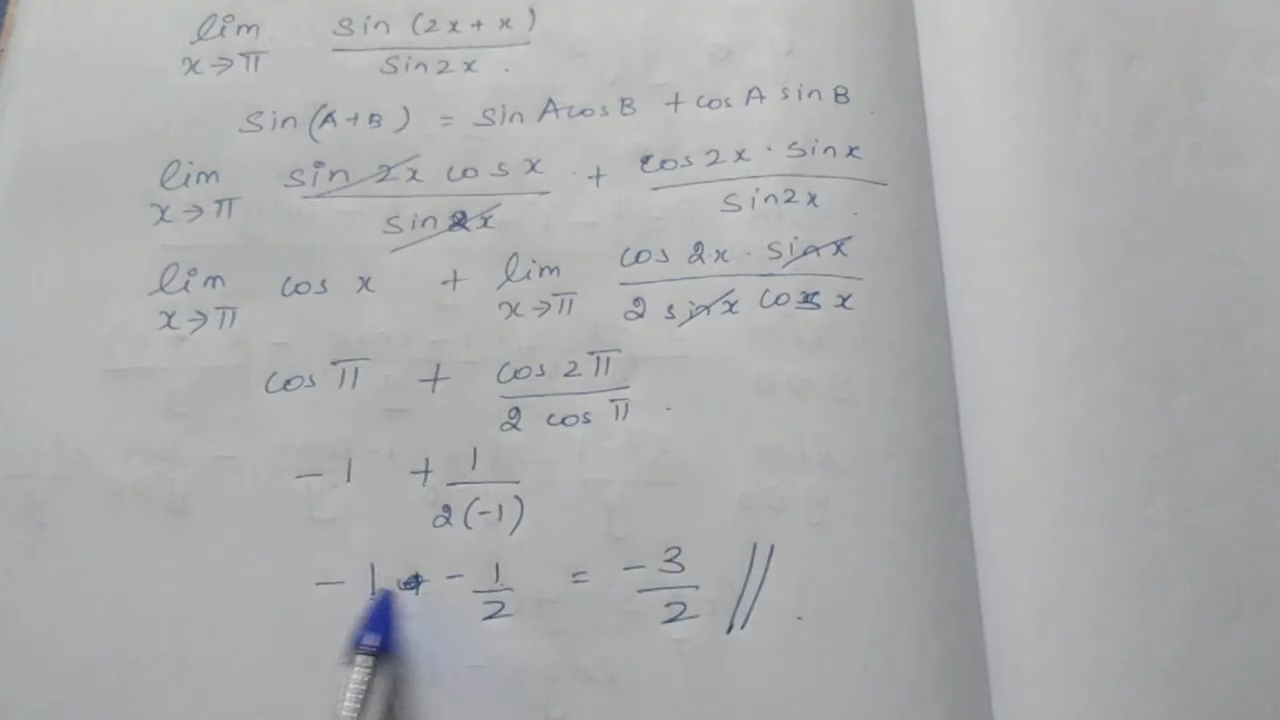 lim x→π sin (2x + x) / sin 2x .
sin (A + B) = sin A cos B + cos A sin B
lim x→π sin 2x cos x / sin 2x + cos 2x · sin x / sin 2x .
lim x→π cos x + lim x→π cos 2x · sin x / 2 sin x cos x
cos π + cos 2π / 2 cos π .
-1 + 1 / 2(-1)
-1 - 1/2 = -3/2 // .